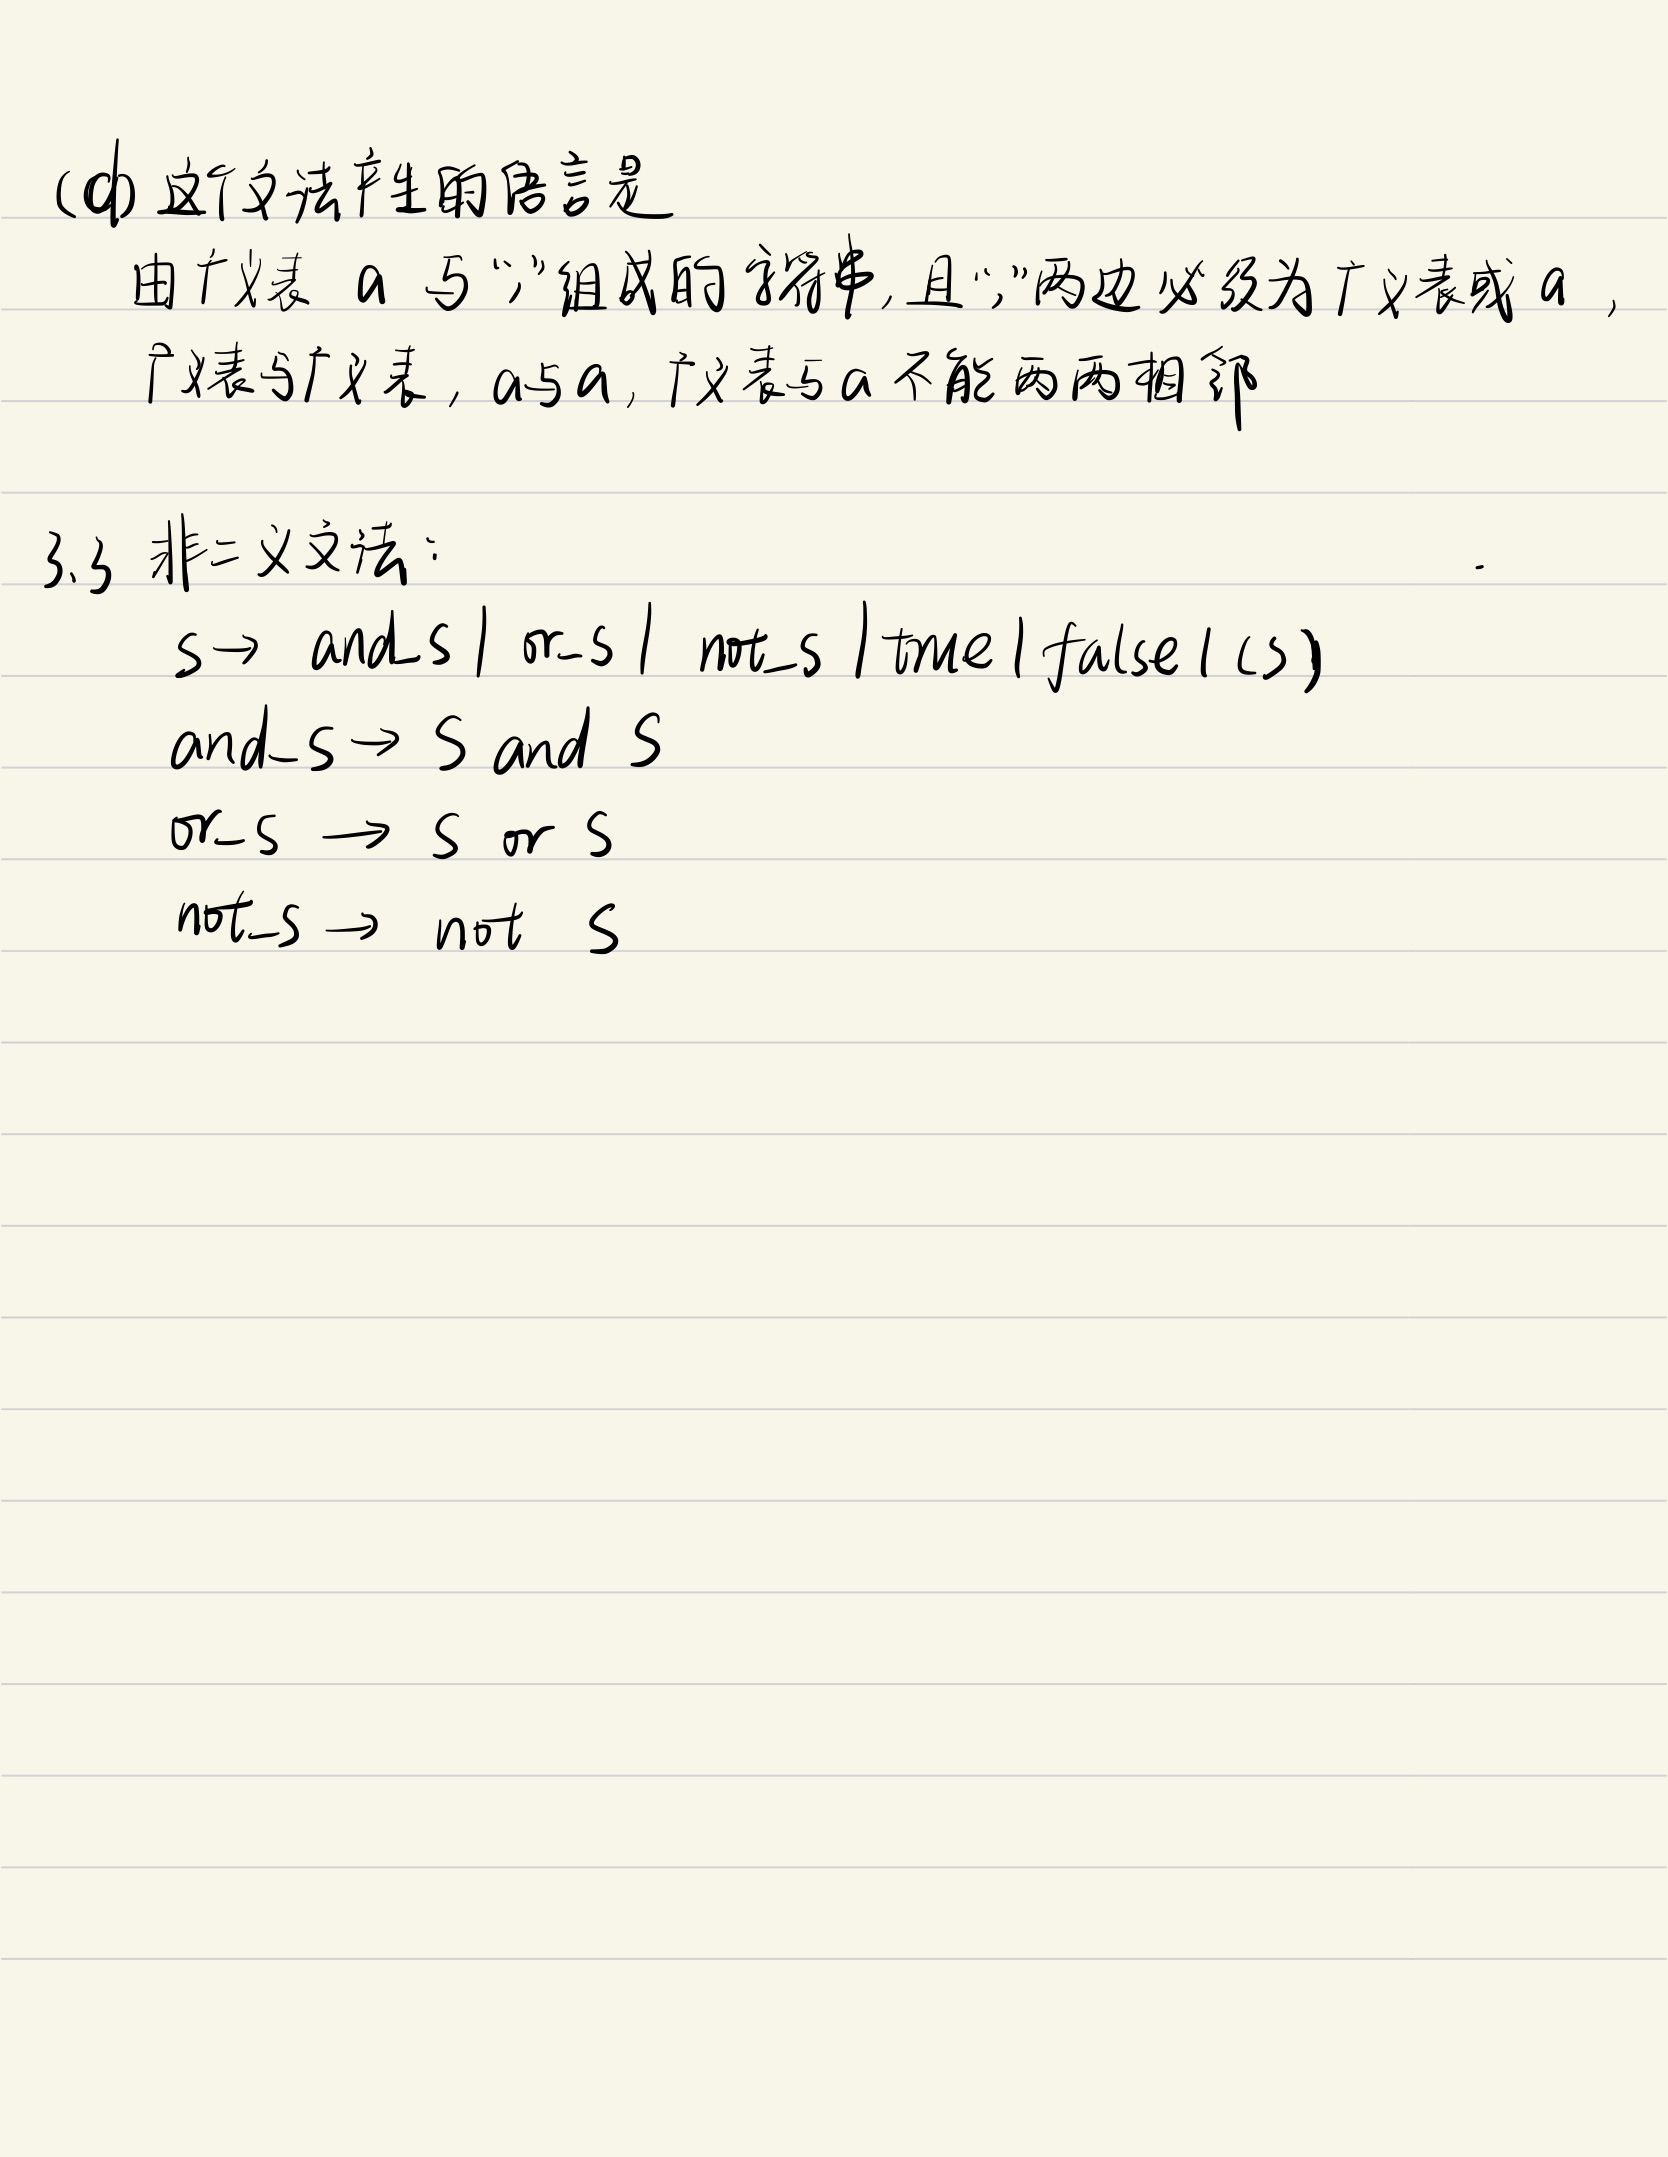 (d) 这个文法产生的语言是
由广义表 a 与“,”组成的字符串,且“,”两边必须为广义表或 a,
广义表与广义表,a与a,广义表与a不能两两相邻
3.3 非二义文法:
s→ and_s | or_s | not_s | true | false | (s)
and_s → s and s
or_s → s or s
not_s → not s